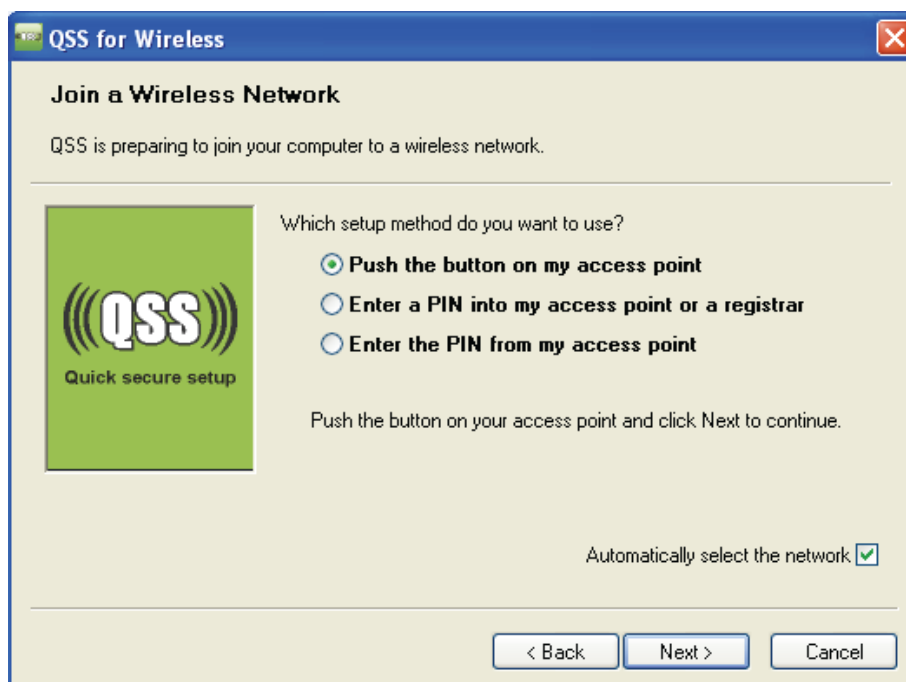 QSS for Wireless
Join a Wireless Network
QSS is preparing to join your computer to a wireless network.
Which setup method do you want to use?
Push the button on my access point
Enter a PIN into my access point or a registrar
Enter the PIN from my access point
(((QSS)))
Quick secure setup
Push the button on your access point and click Next to continue.
Automatically select the network
< Back
Next >
Cancel